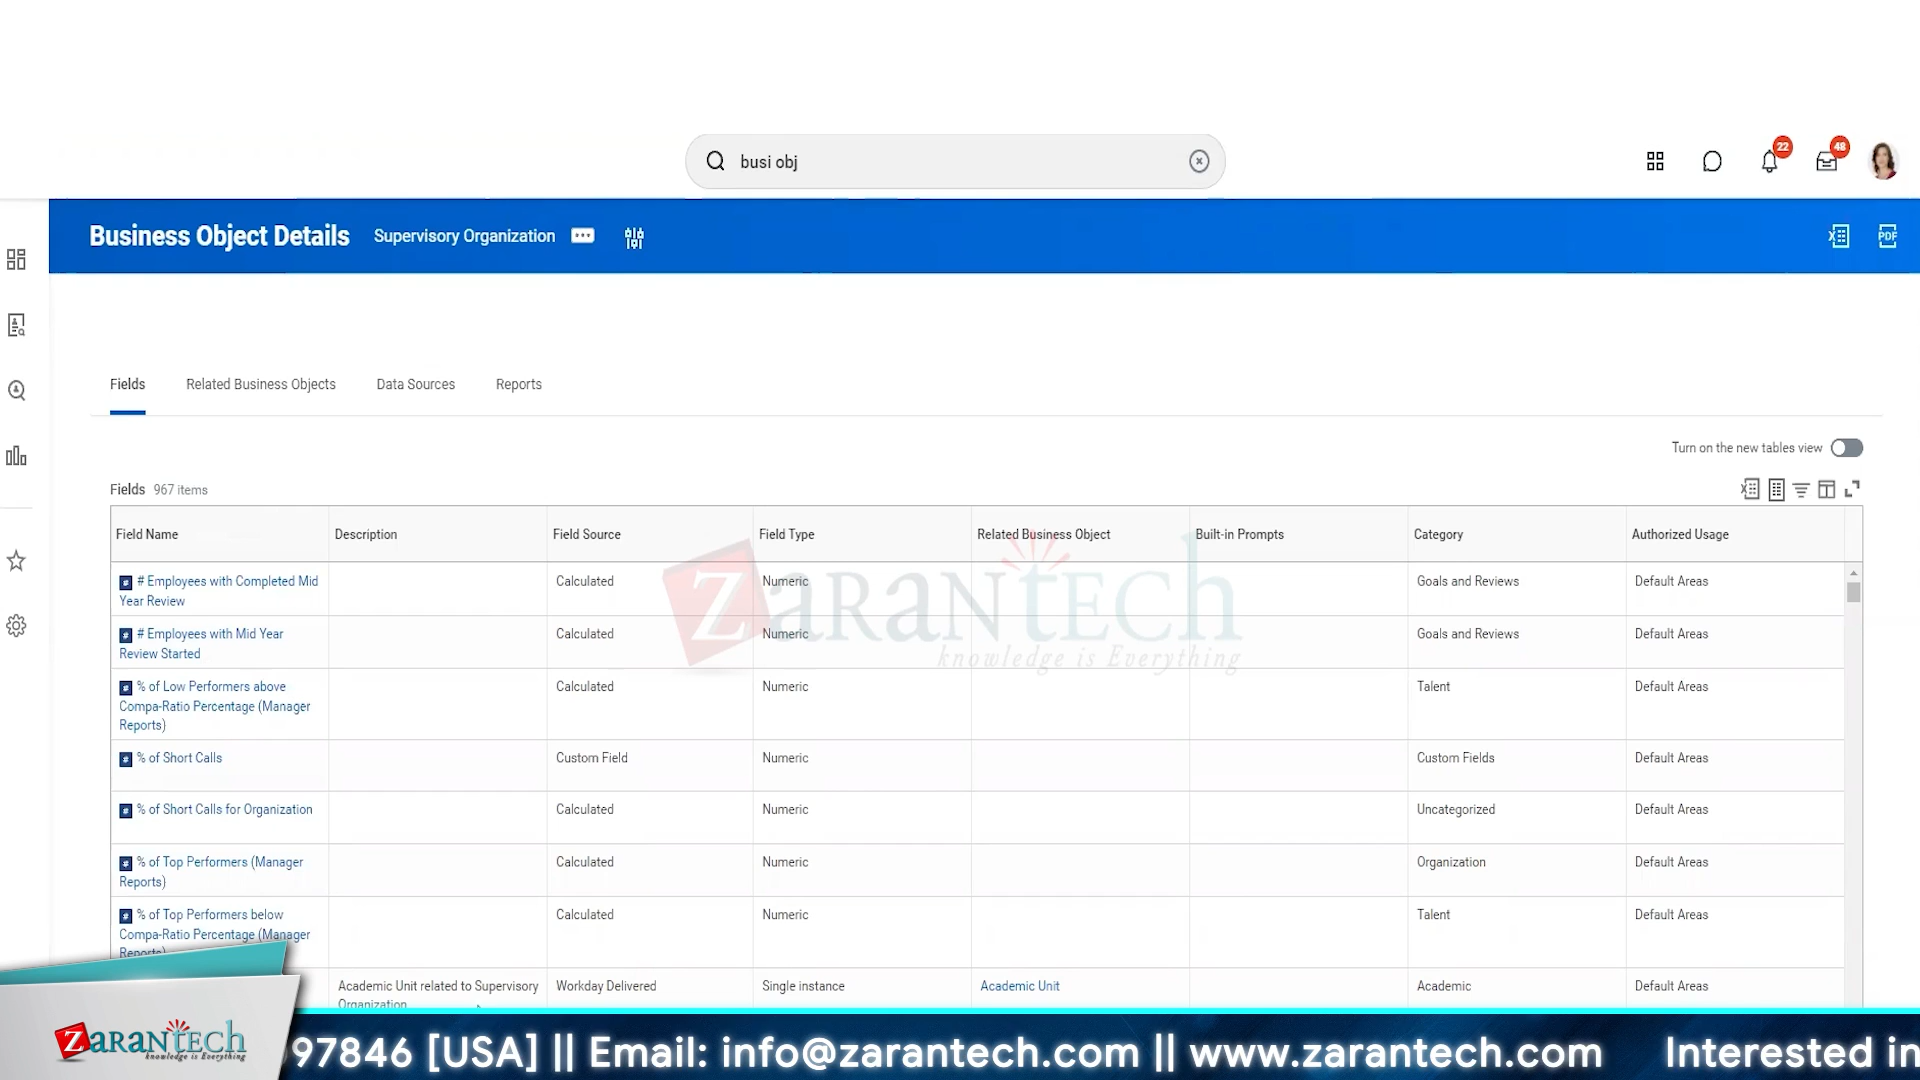 busi obj
22
48
Business Object Details
Supervisory Organization
X
PDF
Fields
Related Business Objects
Data Sources
Reports
Turn on the new tables view
Fields 967 items
Field Name
Description
Field Source
Field Type
Related Business Object
Built-in Prompts
Category
Authorized Usage
# # Employees with Completed Mid
Year Review
Calculated
Numeric
Goals and Reviews
Default Areas
# # Employees with Mid Year
Review Started
Calculated
Numeric
Goals and Reviews
Default Areas
# % of Low Performers above
Compa-Ratio Percentage (Manager
Reports)
Calculated
Numeric
Talent
Default Areas
# % of Short Calls
Custom Field
Numeric
Custom Fields
Default Areas
# % of Short Calls for Organization
Calculated
Numeric
Uncategorized
Default Areas
# % of Top Performers (Manager
Reports)
Calculated
Numeric
Organization
Default Areas
# % of Top Performers below
Compa-Ratio Percentage (Manager
Reports)
Calculated
Numeric
Talent
Default Areas
Academic Unit related to Supervisory
Organization
Workday Delivered
Single instance
Academic Unit
Academic
Default Areas
ZaranTech
knowledge is Everything
ZaranTech
knowledge is Everything
97846 [USA] || Email: info@zarantech.com || www.zarantech.com
Interested in